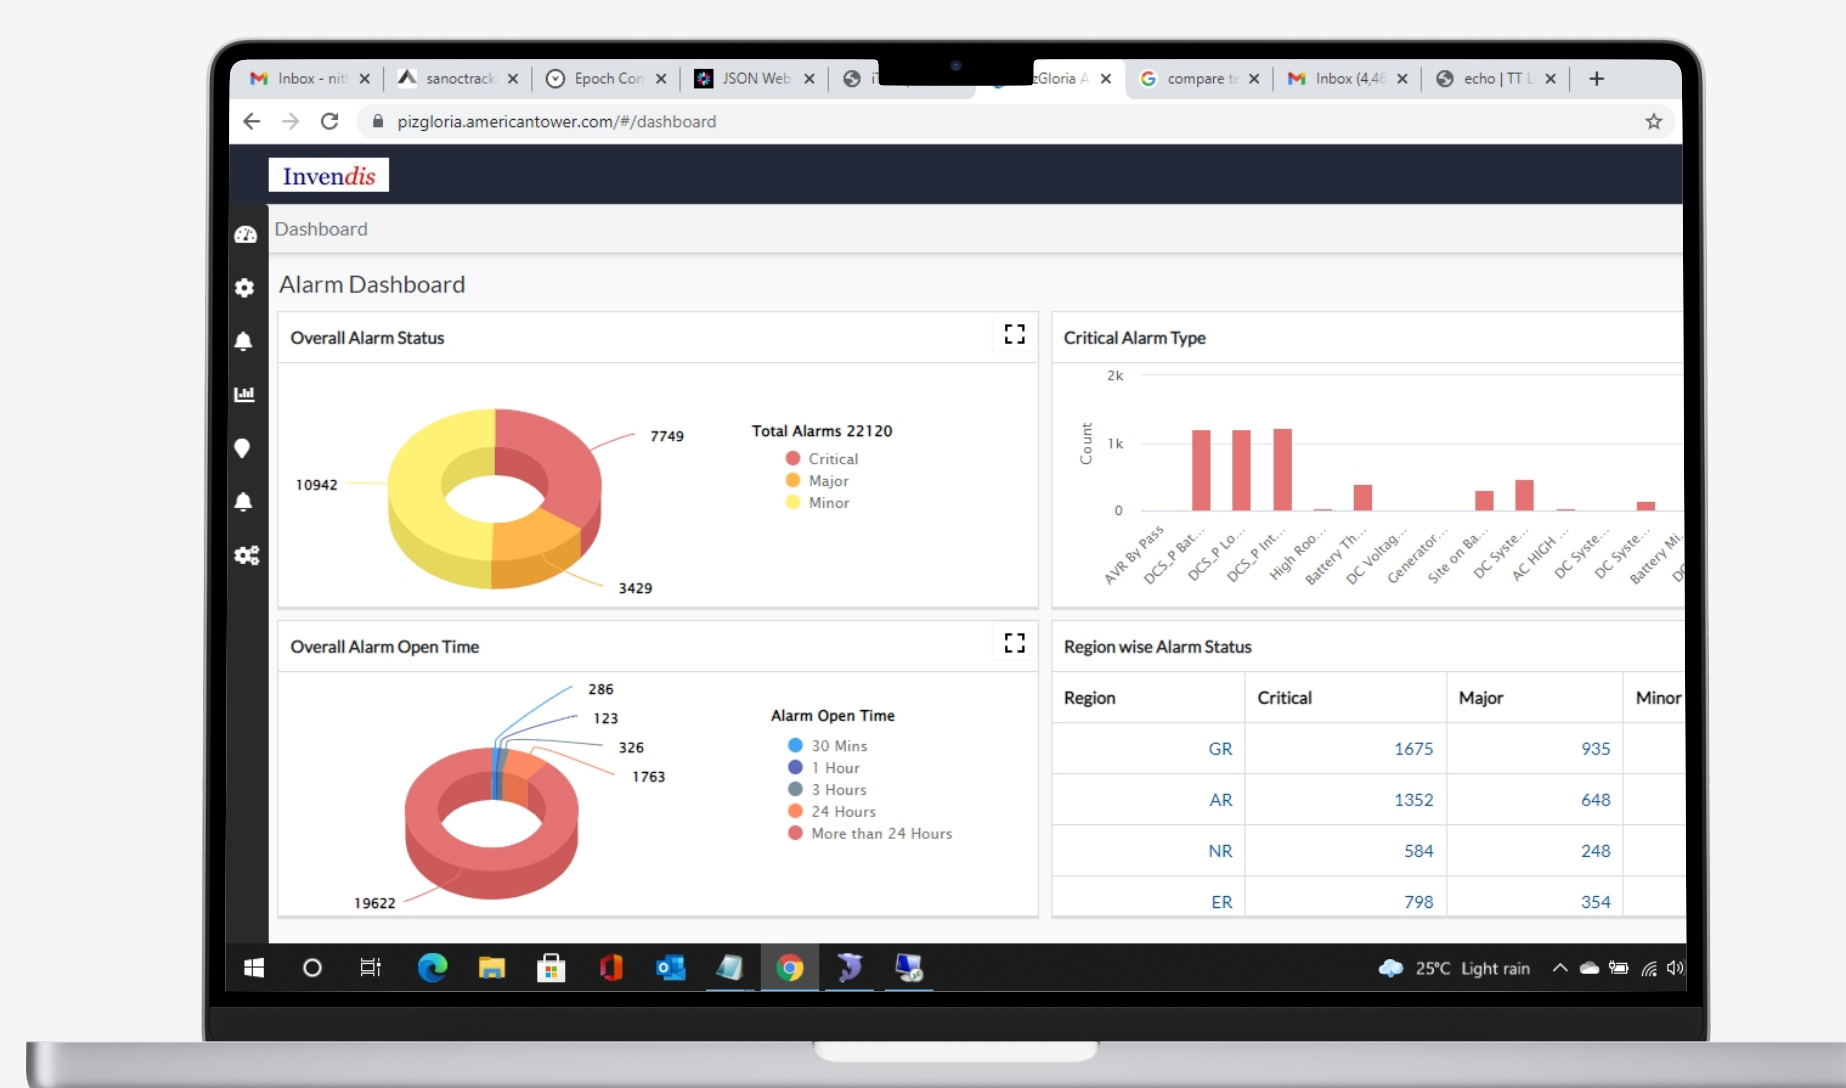 Inbox - nit
sanoctrack
Epoch Con
JSON Web
zGloria A
compare te
Inbox (4,46
echo | TT L
pizgloria.americantower.com/#/dashboard
Invendis
Dashboard
Alarm Dashboard
Overall Alarm Status
7749
10942
3429
Total Alarms 22120
Critical
Major
Minor
Critical Alarm Type
2k
1k
0
Count
AVR By Pass
DCS_P Bat...
DCS_P Lo...
DCS_P Int...
High Roo...
Battery Th...
DC Voltag...
Generator...
Site on Ba...
DC Syste...
AC HIGH ...
DC Syste...
DC Syste...
Battery Mi...
Overall Alarm Open Time
286
123
326
1763
19622
Alarm Open Time
30 Mins
1 Hour
3 Hours
24 Hours
More than 24 Hours
Region wise Alarm Status
Region Critical Major Minor
GR 1675 935
AR 1352 648
NR 584 248
ER 798 354
25°C Light rain